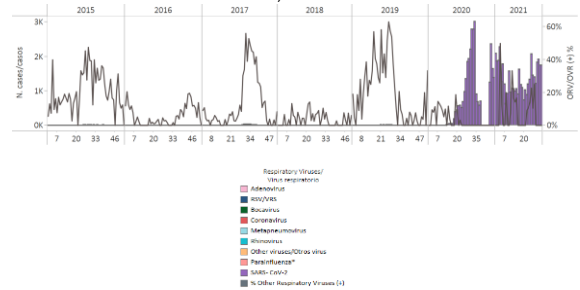 2015 2016 2017 2018 2019 2020 2021
3K 60%
2K 40%
1K 20%
0K 0%
N. cases/casos
ORV/OVR (+) %
7 20 33 46 7 20 33 46 8 21 34 47 7 20 33 46 8 21 34 47 9 22 35 7 20
Respiratory Viruses/
Virus respiratorio
Adenovirus
RSV/VRS
Bocavirus
Coronavirus
Metapneumovirus
Rhinovirus
Other viruses/Otros virus
Parainfluenza*
SARS- CoV-2
% Other Respiratory Viruses (+)